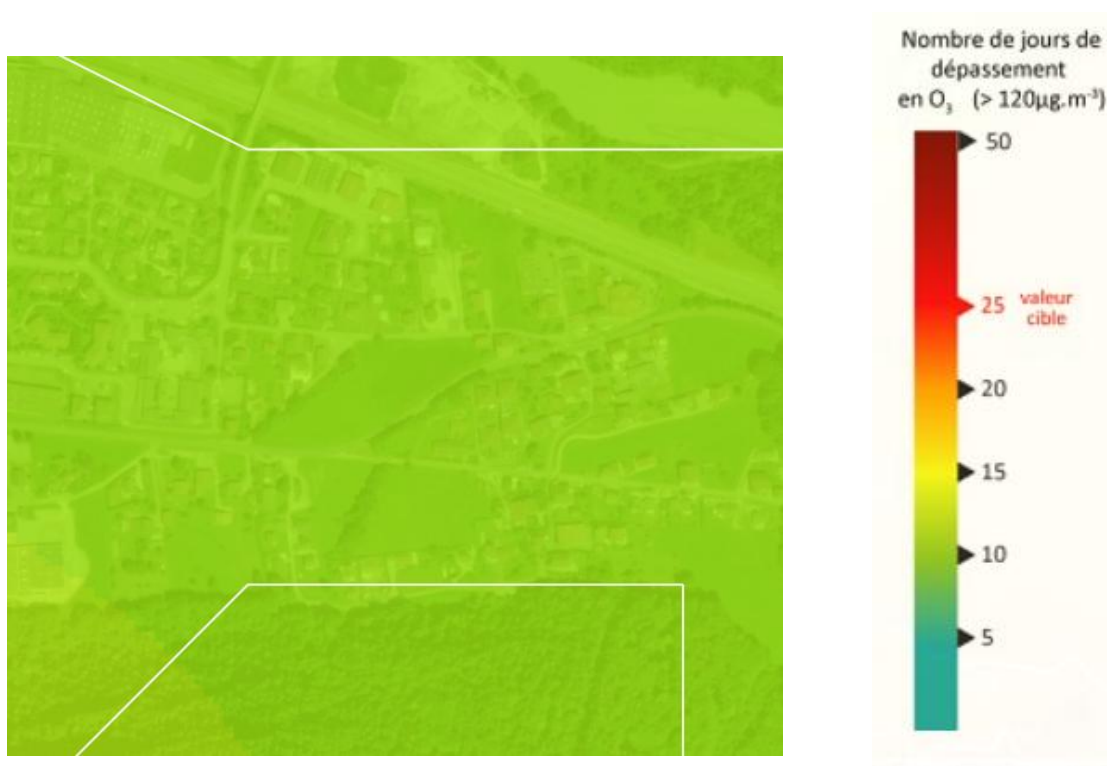 Nombre de jours de
dépassement
en O₃ (> 120µg.m⁻³)
50
25 valeur
cible
20
15
10
5